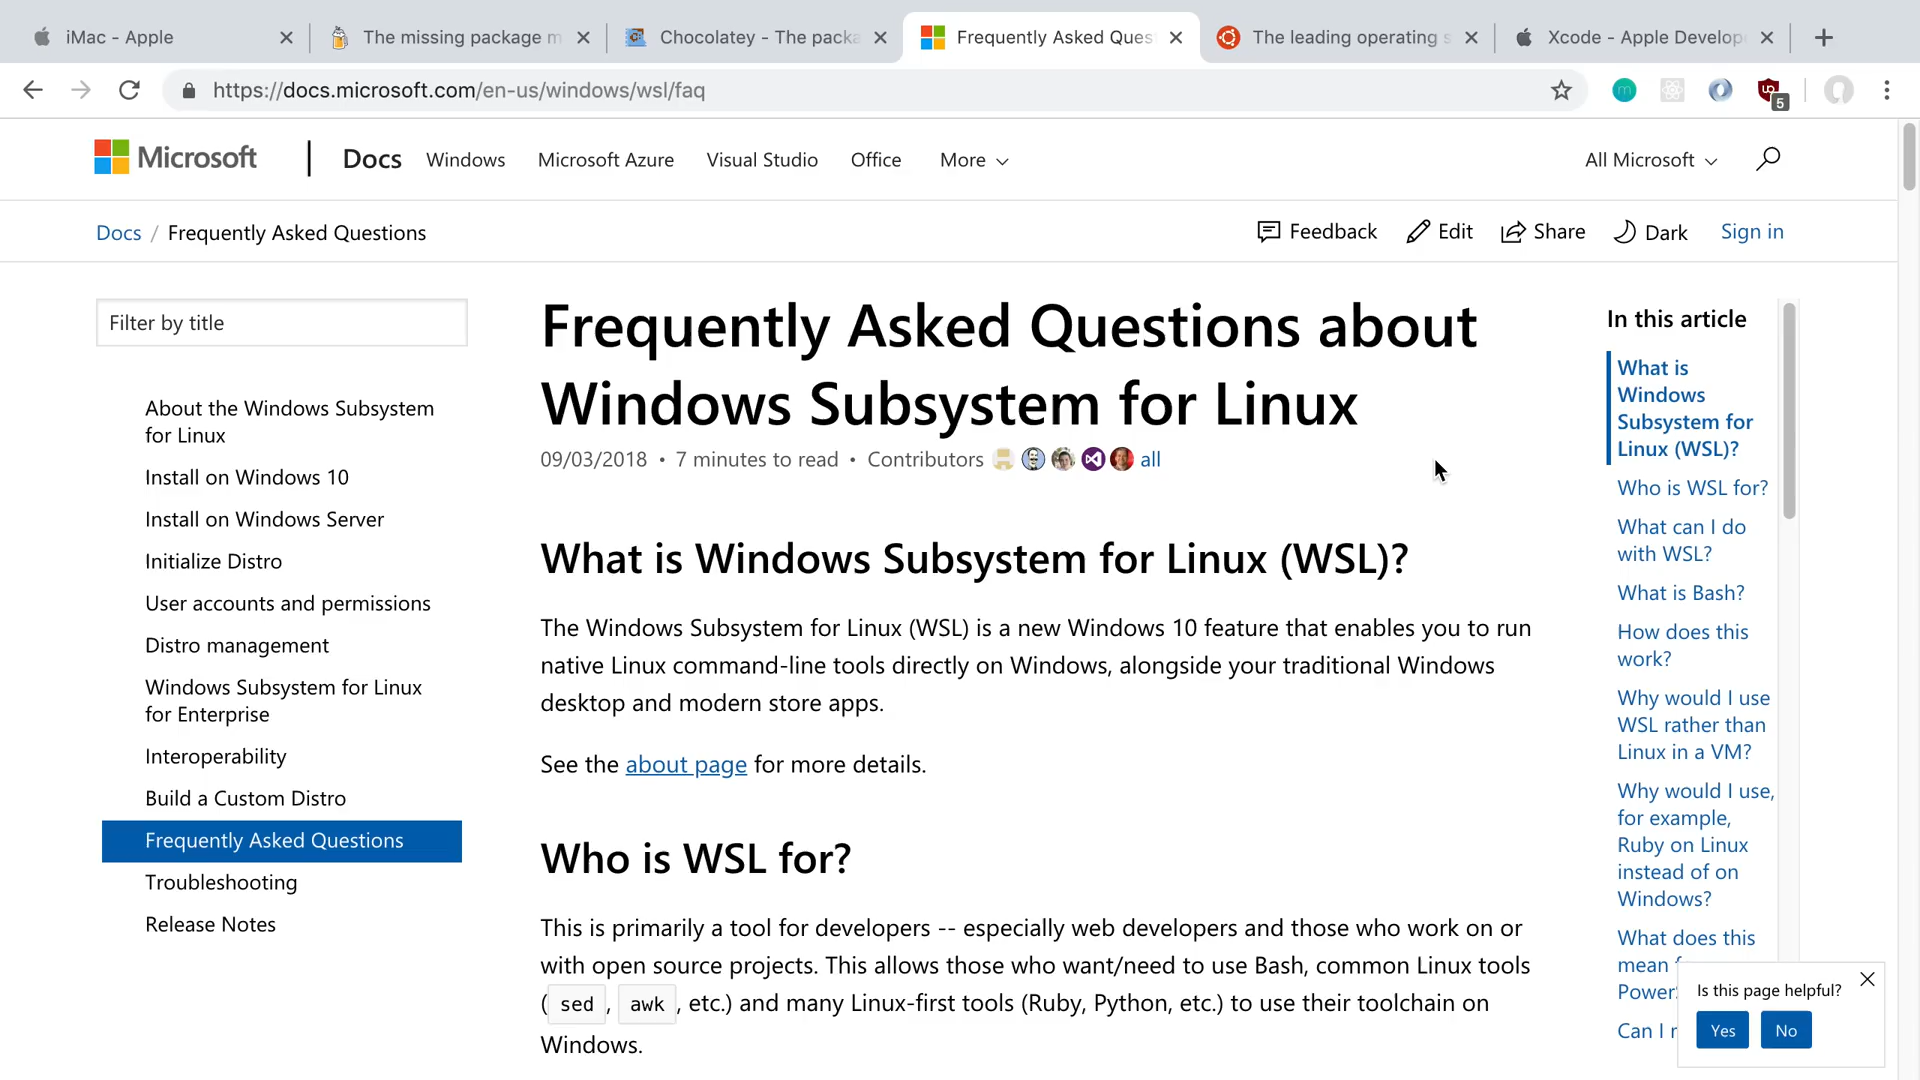 iMac - Apple
The missing package m
Chocolatey - The packa
Frequently Asked Ques
The leading operating s
Xcode - Apple Develop
https://docs.microsoft.com/en-us/windows/wsl/faq
5
Microsoft
Docs
Windows
Microsoft Azure
Visual Studio
Office
More
All Microsoft
Docs / Frequently Asked Questions
Feedback
Edit
Share
Dark
Sign in
Filter by title
About the Windows Subsystem
for Linux
Install on Windows 10
Install on Windows Server
Initialize Distro
User accounts and permissions
Distro management
Windows Subsystem for Linux
for Enterprise
Interoperability
Build a Custom Distro
Frequently Asked Questions
Troubleshooting
Release Notes
Frequently Asked Questions about
Windows Subsystem for Linux
09/03/2018 • 7 minutes to read • Contributors all
What is Windows Subsystem for Linux (WSL)?
The Windows Subsystem for Linux (WSL) is a new Windows 10 feature that enables you to run
native Linux command-line tools directly on Windows, alongside your traditional Windows
desktop and modern store apps.
See the about page for more details.
Who is WSL for?
This is primarily a tool for developers -- especially web developers and those who work on or
with open source projects. This allows those who want/need to use Bash, common Linux tools
( sed , awk , etc.) and many Linux-first tools (Ruby, Python, etc.) to use their toolchain on
Windows.
In this article
What is
Windows
Subsystem for
Linux (WSL)?
Who is WSL for?
What can I do
with WSL?
What is Bash?
How does this
work?
Why would I use
WSL rather than
Linux in a VM?
Why would I use,
for example,
Ruby on Linux
instead of on
Windows?
What does this
mean
Power
Can I
Is this page helpful?
Yes
No